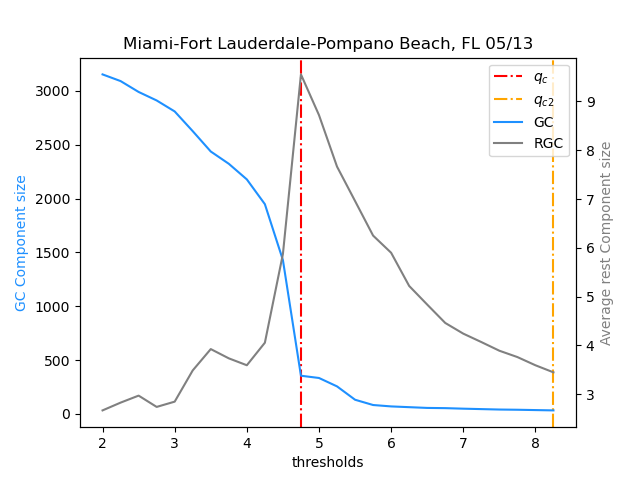 Miami-Fort Lauderdale-Pompano Beach, FL 05/13
GC Component size
3000
2500
2000
1500
1000
500
0
2
3
4
5
6
7
8
thresholds
9
8
7
6
5
4
3
Average rest Component size
q_c
q_c2
GC
RGC